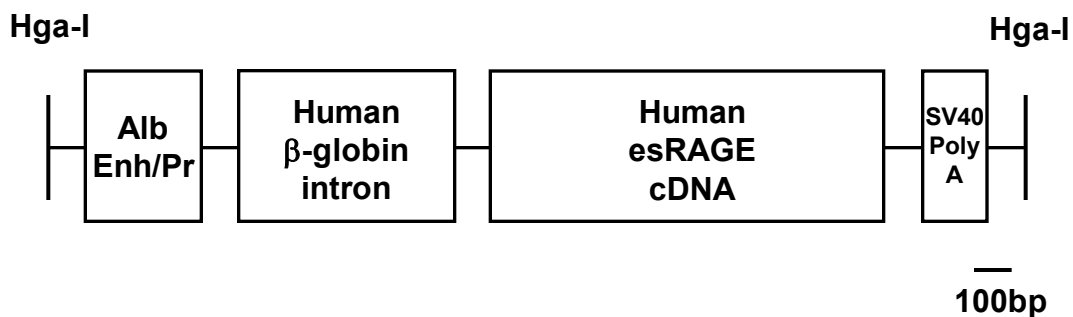 Hga-I
Hga-I
Alb
Enh/Pr
Human
β-globin
intron
Human
esRAGE
cDNA
SV40
Poly
A
100bp